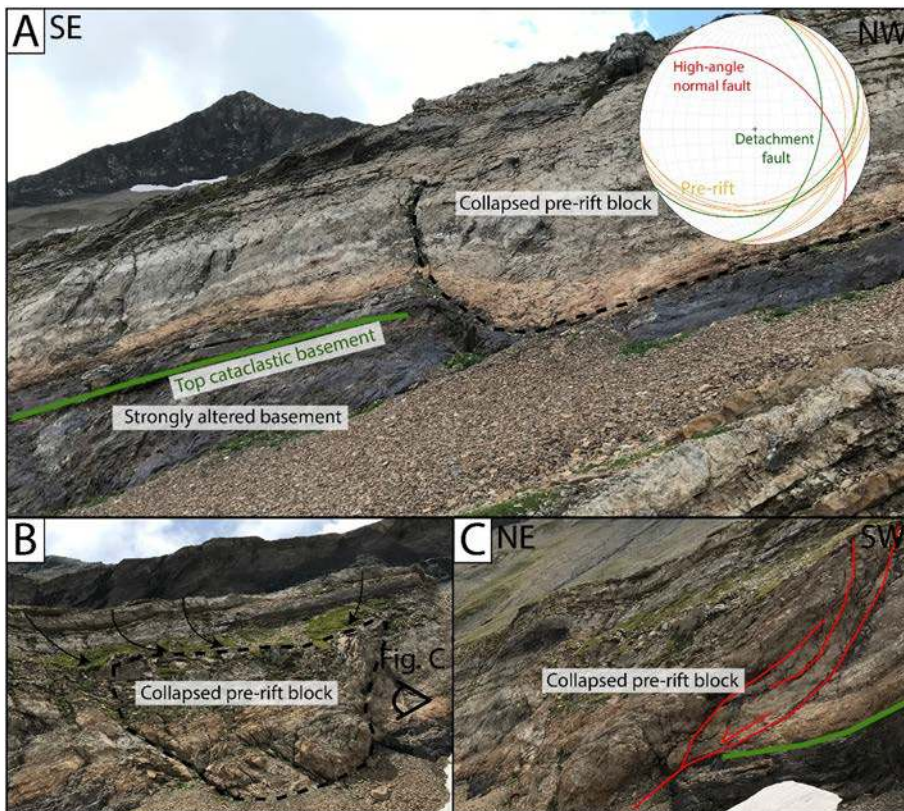 A SE
NW
High-angle
normal fault
Detachment
fault
Pre-rift
Collapsed pre-rift block
Top cataclastic basement
Strongly altered basement
B
Collapsed pre-rift block
Fig. C
C NE
SW
Collapsed pre-rift block